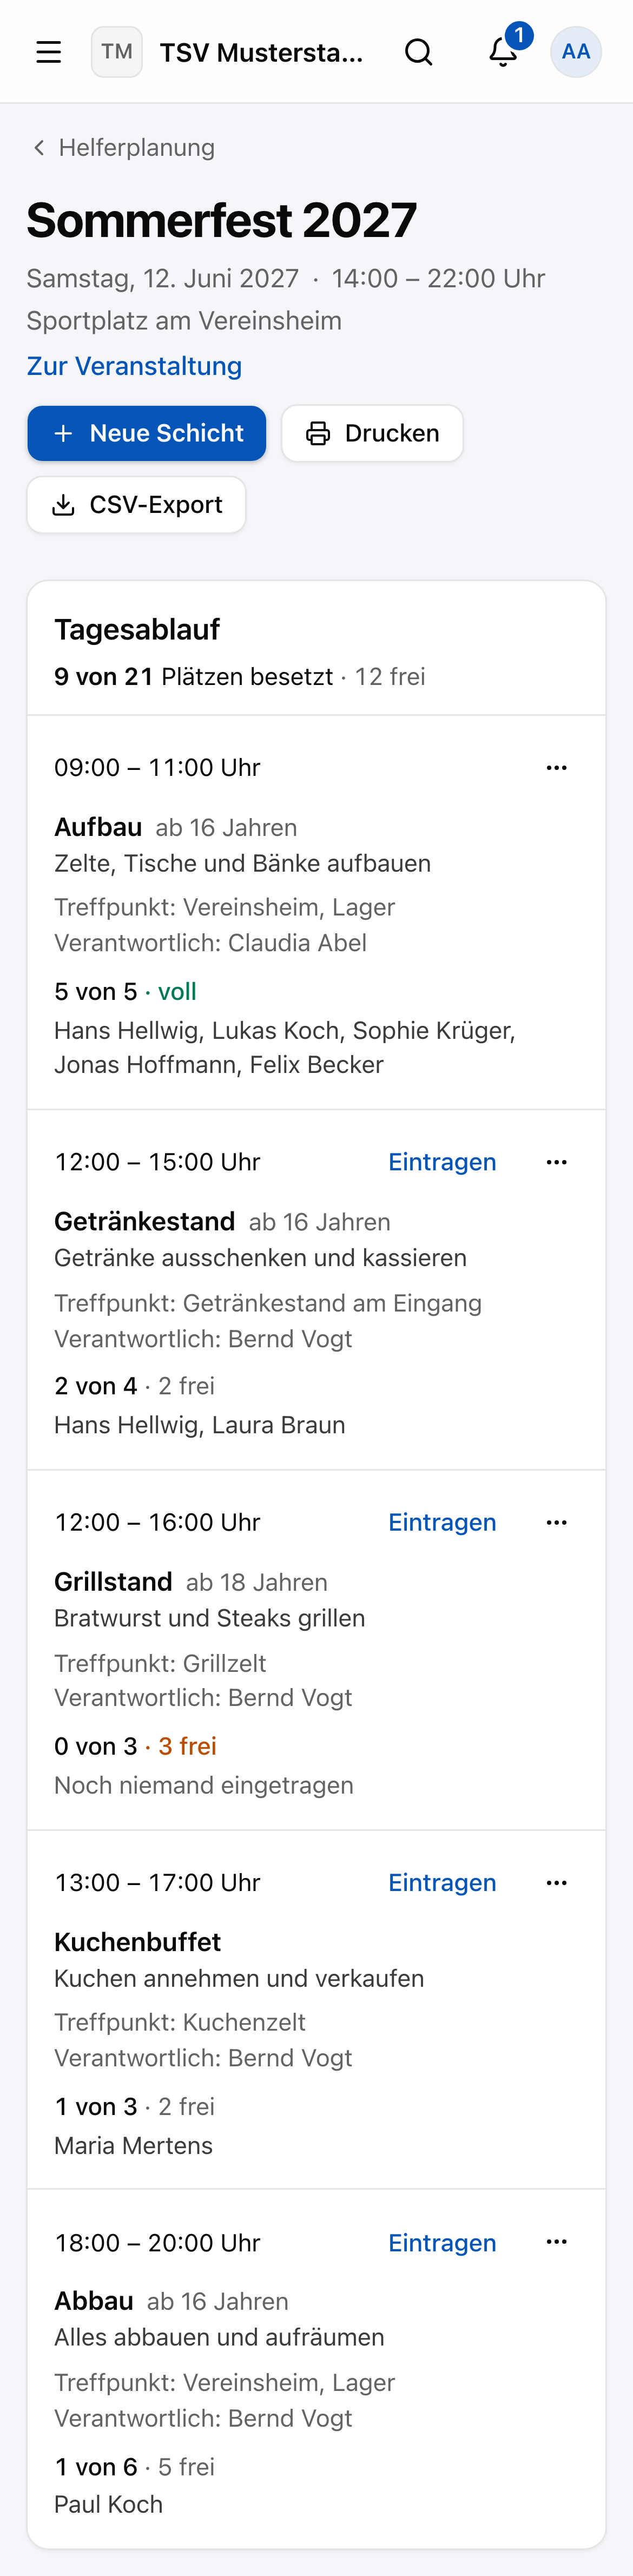 TM TSV Mustersta... 1 AA
Helferplanung
Sommerfest 2027
Samstag, 12. Juni 2027 · 14:00 – 22:00 Uhr
Sportplatz am Vereinsheim
Zur Veranstaltung
Neue Schicht Drucken
CSV-Export
Tagesablauf
9 von 21 Plätzen besetzt · 12 frei
09:00 – 11:00 Uhr
Aufbau ab 16 Jahren
Zelte, Tische und Bänke aufbauen
Treffpunkt: Vereinsheim, Lager
Verantwortlich: Claudia Abel
5 von 5 · voll
Hans Hellwig, Lukas Koch, Sophie Krüger,
Jonas Hoffmann, Felix Becker
12:00 – 15:00 Uhr Eintragen
Getränkestand ab 16 Jahren
Getränke ausschenken und kassieren
Treffpunkt: Getränkestand am Eingang
Verantwortlich: Bernd Vogt
2 von 4 · 2 frei
Hans Hellwig, Laura Braun
12:00 – 16:00 Uhr Eintragen
Grillstand ab 18 Jahren
Bratwurst und Steaks grillen
Treffpunkt: Grillzelt
Verantwortlich: Bernd Vogt
0 von 3 · 3 frei
Noch niemand eingetragen
13:00 – 17:00 Uhr Eintragen
Kuchenbuffet
Kuchen annehmen und verkaufen
Treffpunkt: Kuchenzelt
Verantwortlich: Bernd Vogt
1 von 3 · 2 frei
Maria Mertens
18:00 – 20:00 Uhr Eintragen
Abbau ab 16 Jahren
Alles abbauen und aufräumen
Treffpunkt: Vereinsheim, Lager
Verantwortlich: Bernd Vogt
1 von 6 · 5 frei
Paul Koch